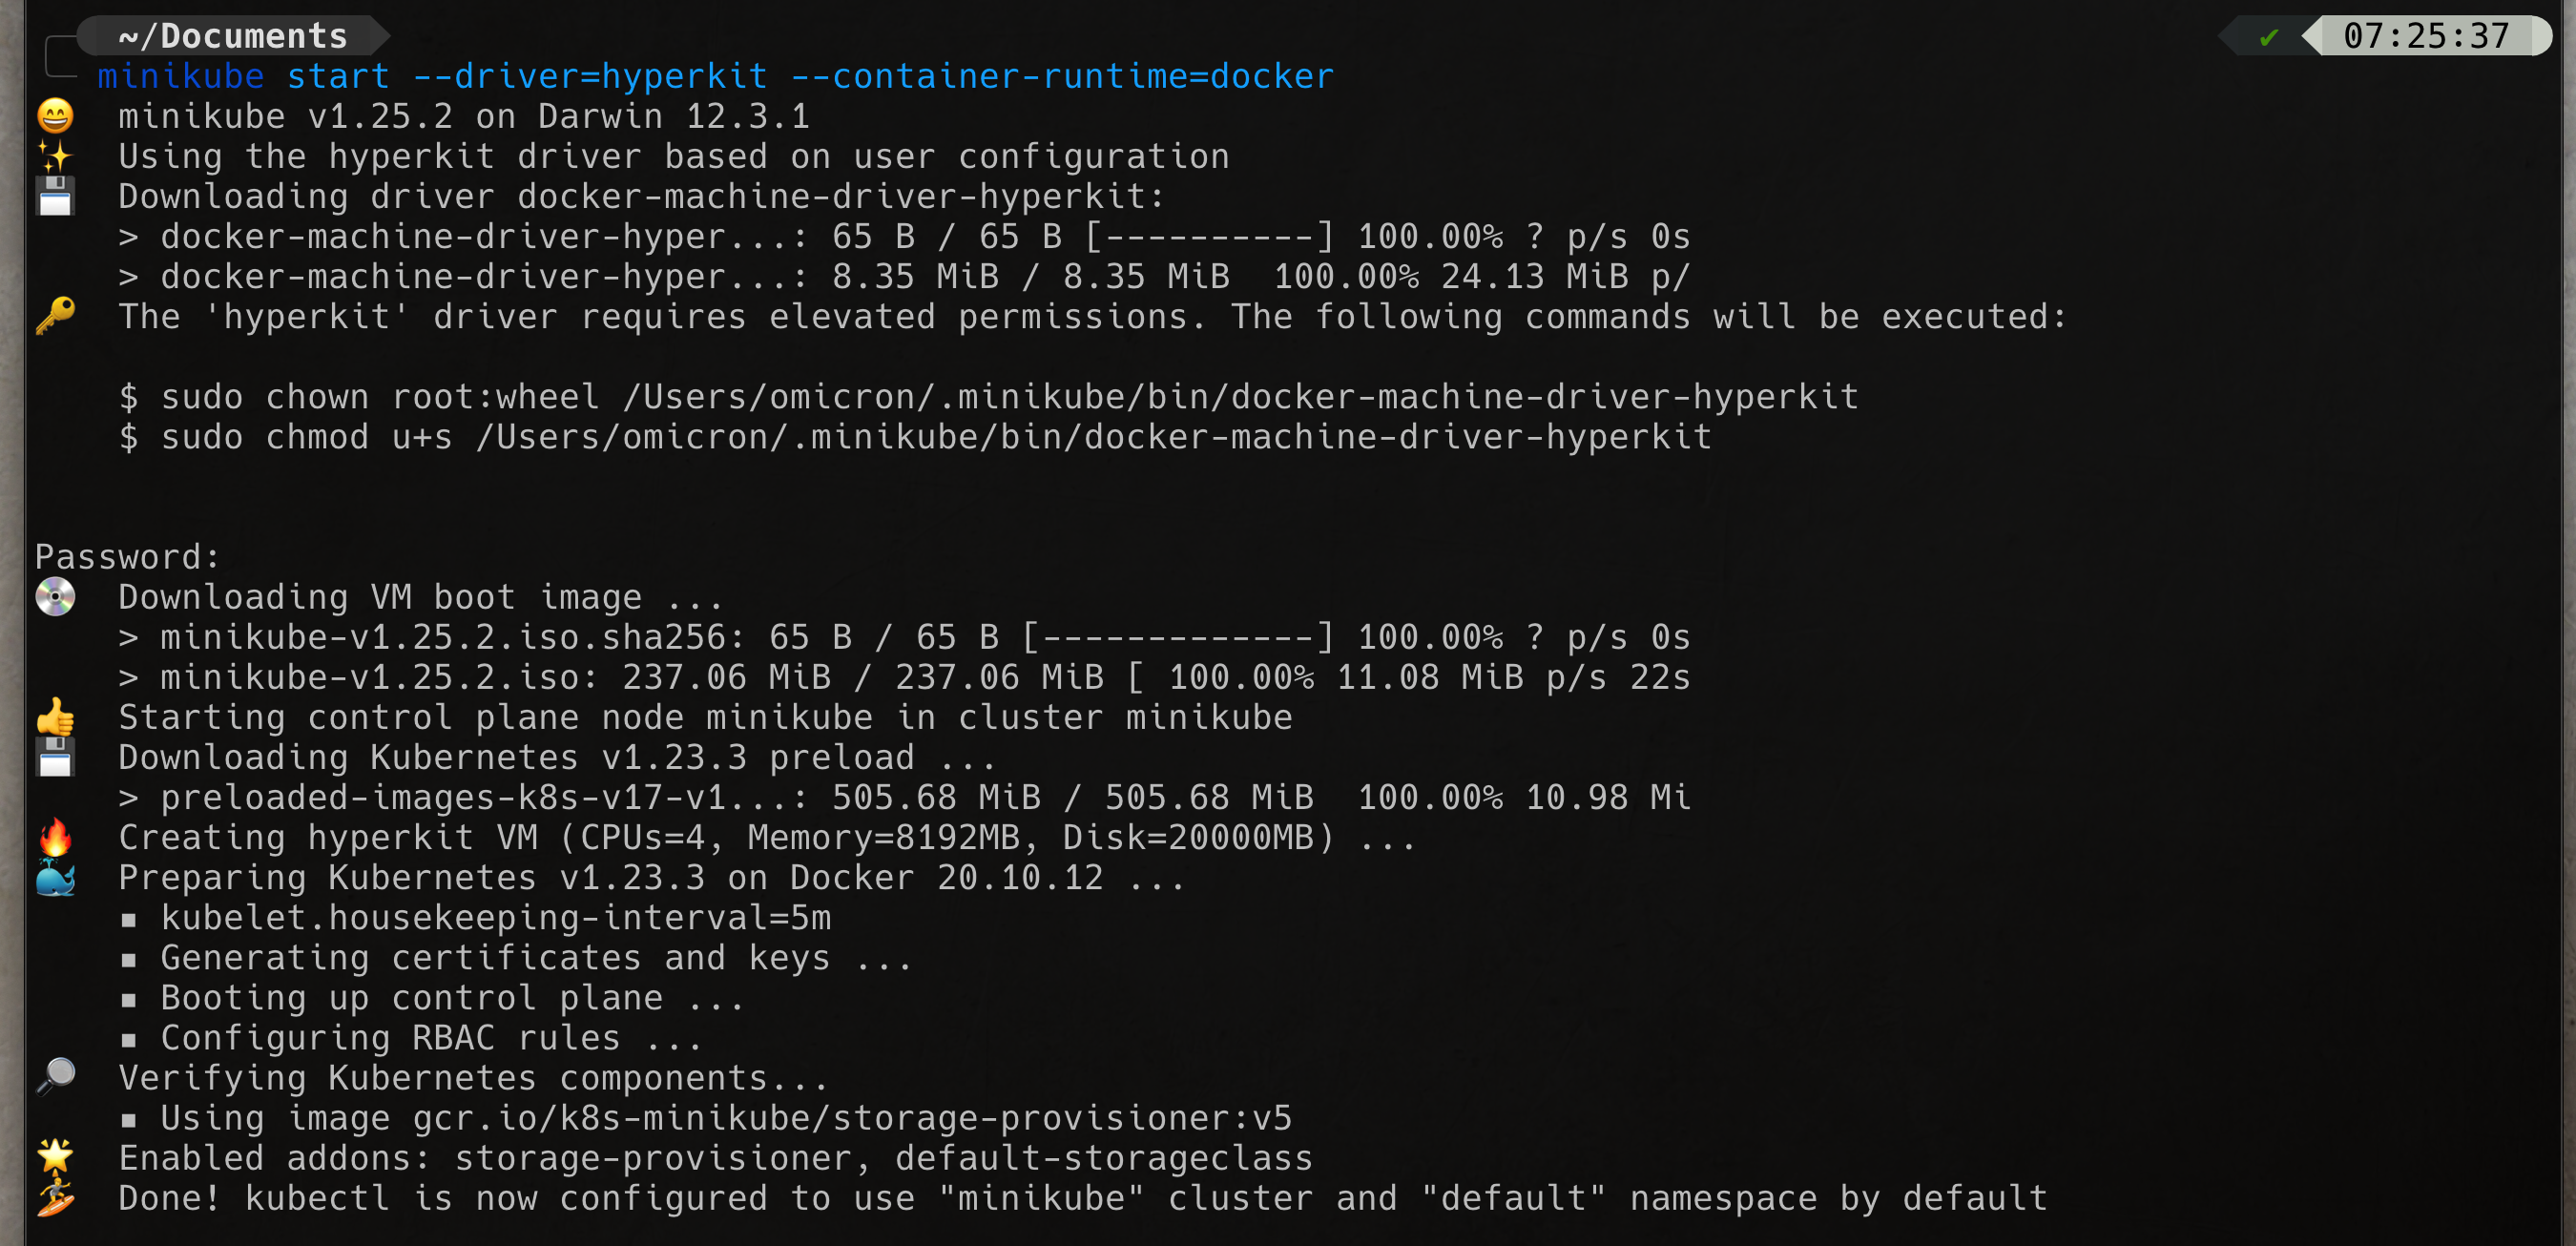 ~/Documents
✔ 07:25:37
minikube start --driver=hyperkit --container-runtime=docker
😄 minikube v1.25.2 on Darwin 12.3.1
✨ Using the hyperkit driver based on user configuration
💾 Downloading driver docker-machine-driver-hyperkit:
> docker-machine-driver-hyper...: 65 B / 65 B [----------] 100.00% ? p/s 0s
> docker-machine-driver-hyper...: 8.35 MiB / 8.35 MiB  100.00% 24.13 MiB p/
🔑 The 'hyperkit' driver requires elevated permissions. The following commands will be executed:
$ sudo chown root:wheel /Users/omicron/.minikube/bin/docker-machine-driver-hyperkit
$ sudo chmod u+s /Users/omicron/.minikube/bin/docker-machine-driver-hyperkit
Password:
💿 Downloading VM boot image ...
> minikube-v1.25.2.iso.sha256: 65 B / 65 B [-------------] 100.00% ? p/s 0s
> minikube-v1.25.2.iso: 237.06 MiB / 237.06 MiB [ 100.00% 11.08 MiB p/s 22s
👍 Starting control plane node minikube in cluster minikube
💾 Downloading Kubernetes v1.23.3 preload ...
> preloaded-images-k8s-v17-v1...: 505.68 MiB / 505.68 MiB  100.00% 10.98 Mi
🔥 Creating hyperkit VM (CPUs=4, Memory=8192MB, Disk=20000MB) ...
🐳 Preparing Kubernetes v1.23.3 on Docker 20.10.12 ...
▪ kubelet.housekeeping-interval=5m
▪ Generating certificates and keys ...
▪ Booting up control plane ...
▪ Configuring RBAC rules ...
🔎 Verifying Kubernetes components...
▪ Using image gcr.io/k8s-minikube/storage-provisioner:v5
🌟 Enabled addons: storage-provisioner, default-storageclass
🏄 Done! kubectl is now configured to use "minikube" cluster and "default" namespace by default